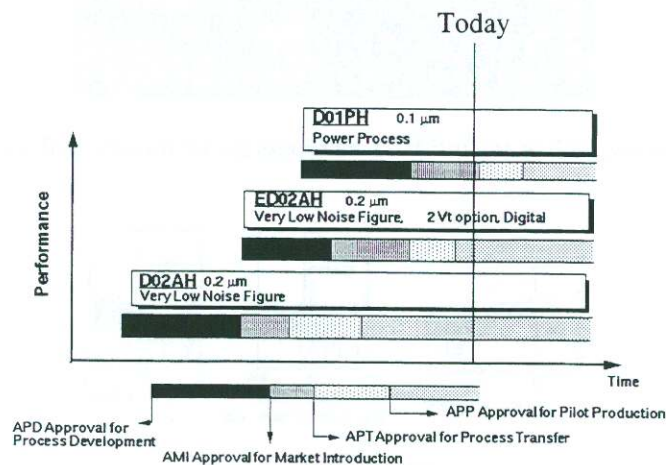 Today
D01PH 0.1 µm
Power Process
ED02AH 0.2 µm
Very Low Noise Figure, 2 Vt option, Digital
D02AH 0.2 µm
Very Low Noise Figure
Performance
Time
APP Approval for Pilot Production
APD Approval for
Process Development
APT Approval for Process Transfer
AMI Approval for Market Introduction